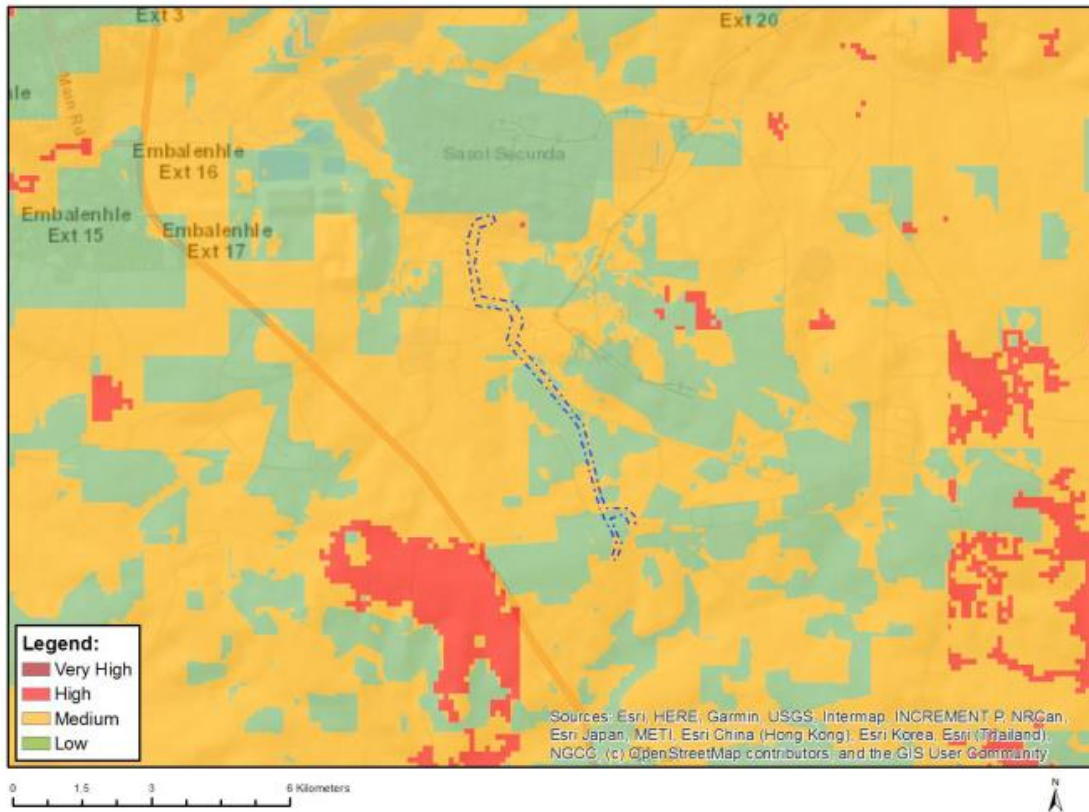 Ext 3
Ext 20
Main Rd
nle
Embalenhle
Ext 16
Sasol Secunda
Embalenhle
Ext 15
Embalenhle
Ext 17
Legend:
Very High
High
Medium
Low
Sources: Esri, HERE, Garmin, USGS, Intermap, INCREMENT P, NRCan,
Esri Japan, METI, Esri China (Hong Kong), Esri Korea, Esri (Thailand),
NGCC, (c) OpenStreetMap contributors, and the GIS User Community
0 1.5 3 6 Kilometers
N